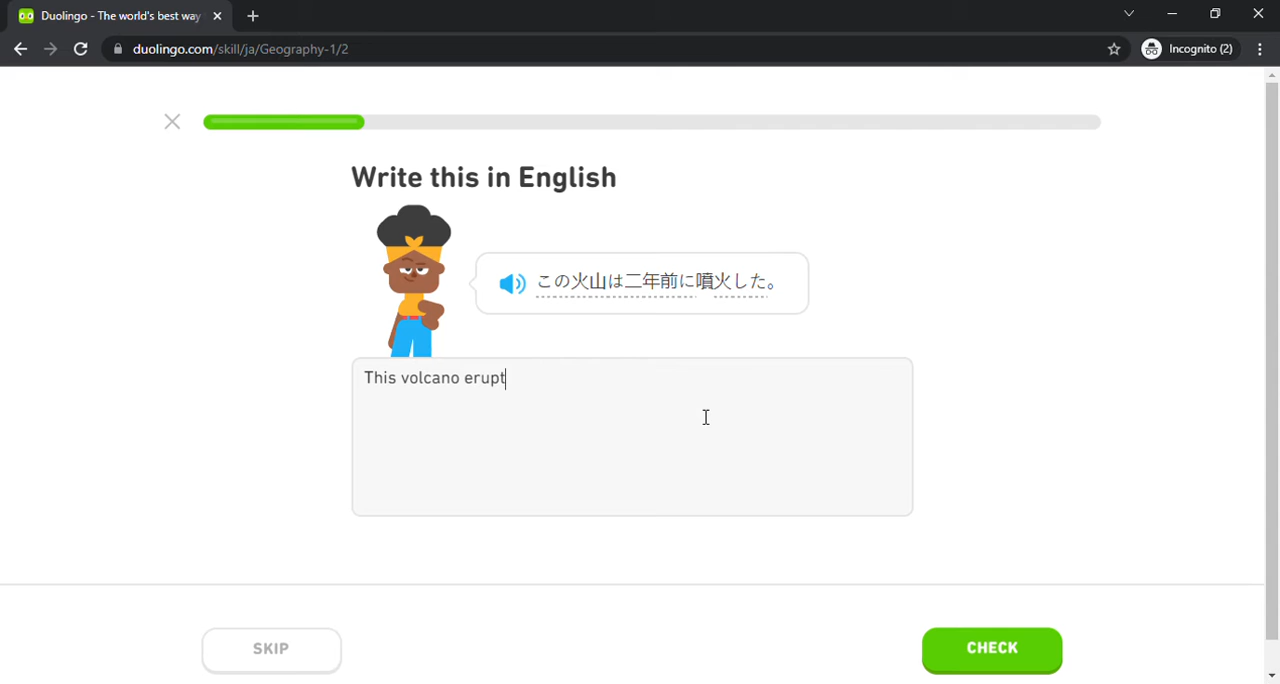 Duolingo - The world's best way
duolingo.com/skill/ja/Geography-1/2
Incognito (2)
Write this in English
この火山は二年前に噴火した。
This volcano erupt
SKIP
CHECK